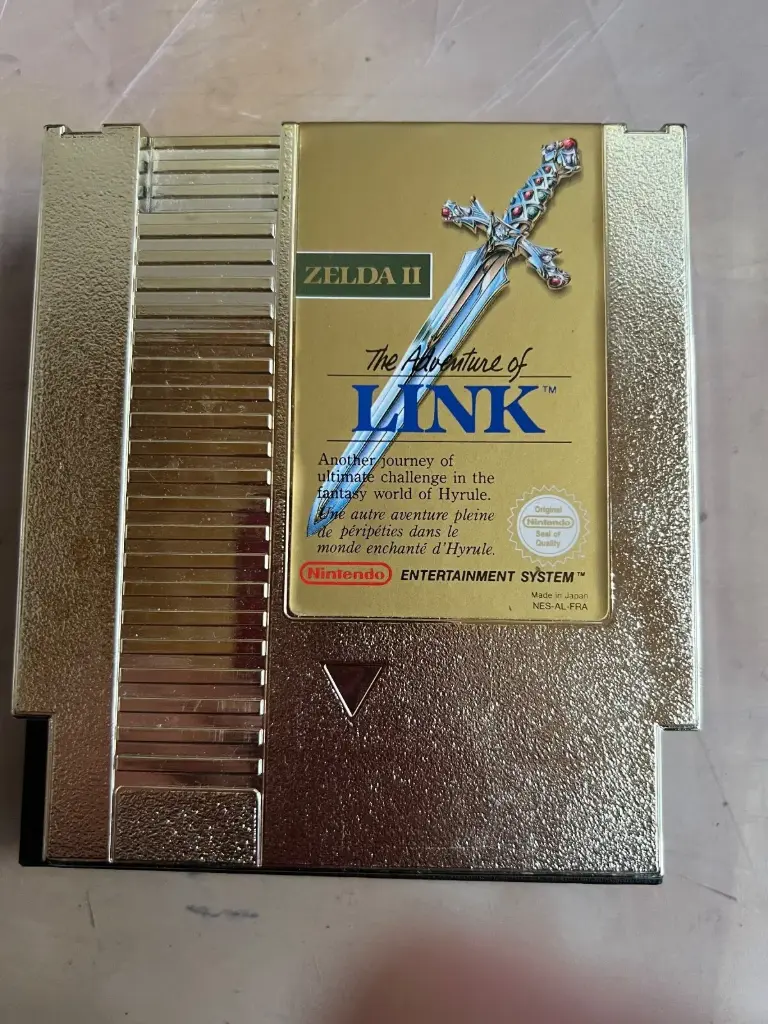 ZELDA II
The Adventure of
LINK™
Another journey of
ultimate challenge in the
fantasy world of Hyrule.
Une autre aventure pleine
de péripéties dans le
monde enchanté d'Hyrule.
Original
Nintendo
Seal of
Quality
Nintendo ENTERTAINMENT SYSTEM™
Made in Japan
NES-AL-FRA